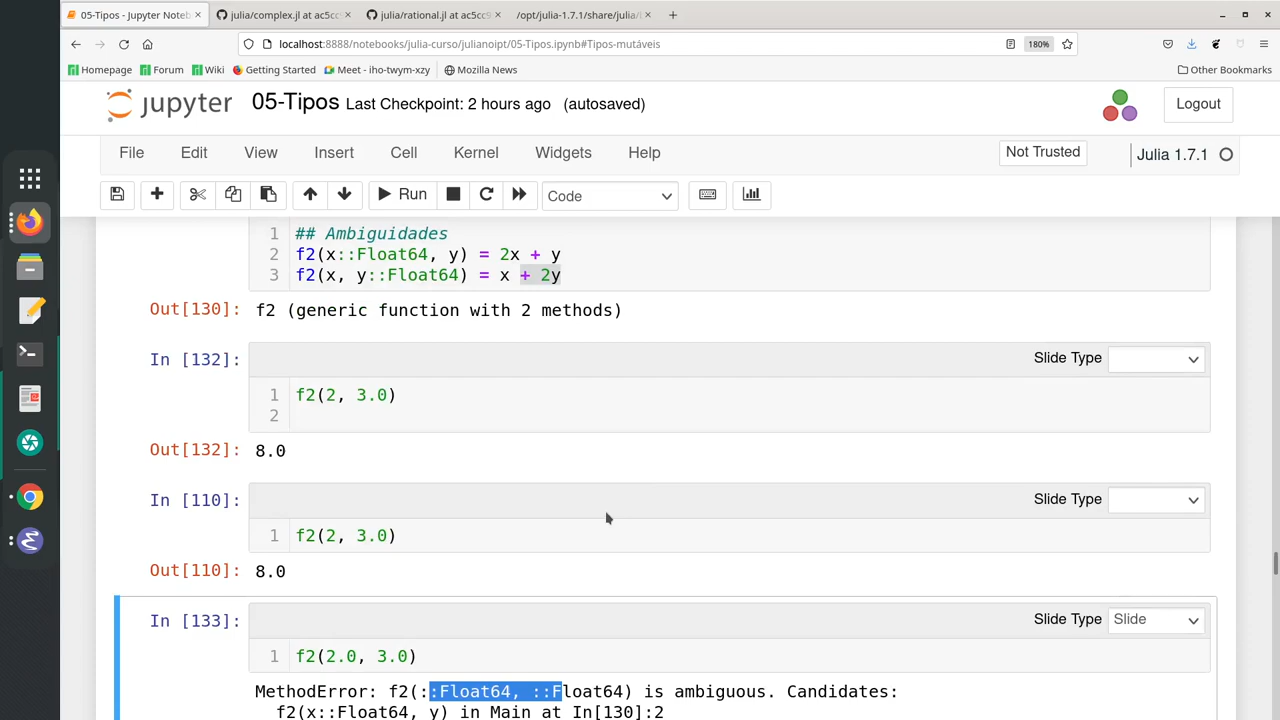 05-Tipos - Jupyter Noteb
julia/complex.jl at ac5cc
julia/rational.jl at ac5cc9
/opt/julia-1.7.1/share/julia/
localhost:8888/notebooks/julia-curso/julianoipt/05-Tipos.ipynb#Tipos-mutáveis
180%
Homepage
Forum
Wiki
Getting Started
Meet - iho-twym-xzy
Mozilla News
Other Bookmarks
jupyter
05-Tipos
Last Checkpoint: 2 hours ago
(autosaved)
Logout
File
Edit
View
Insert
Cell
Kernel
Widgets
Help
Not Trusted
Julia 1.7.1
Run
Code
1 ## Ambiguidades
2 f2(x::Float64, y) = 2x + y
3 f2(x, y::Float64) = x + 2y
Out[130]: f2 (generic function with 2 methods)
In [132]:
Slide Type
1 f2(2, 3.0)
2
Out[132]: 8.0
In [110]:
Slide Type
1 f2(2, 3.0)
Out[110]: 8.0
In [133]:
Slide Type
Slide
1 f2(2.0, 3.0)
MethodError: f2(::Float64, ::Float64) is ambiguous. Candidates:
f2(x::Float64, y) in Main at In[130]:2